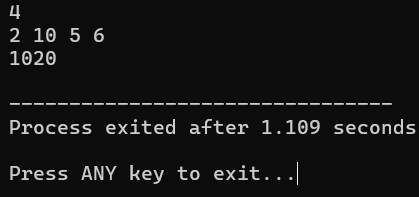 4
2 10 5 6
1020
--------------------------------
Process exited after 1.109 seconds
Press ANY key to exit...